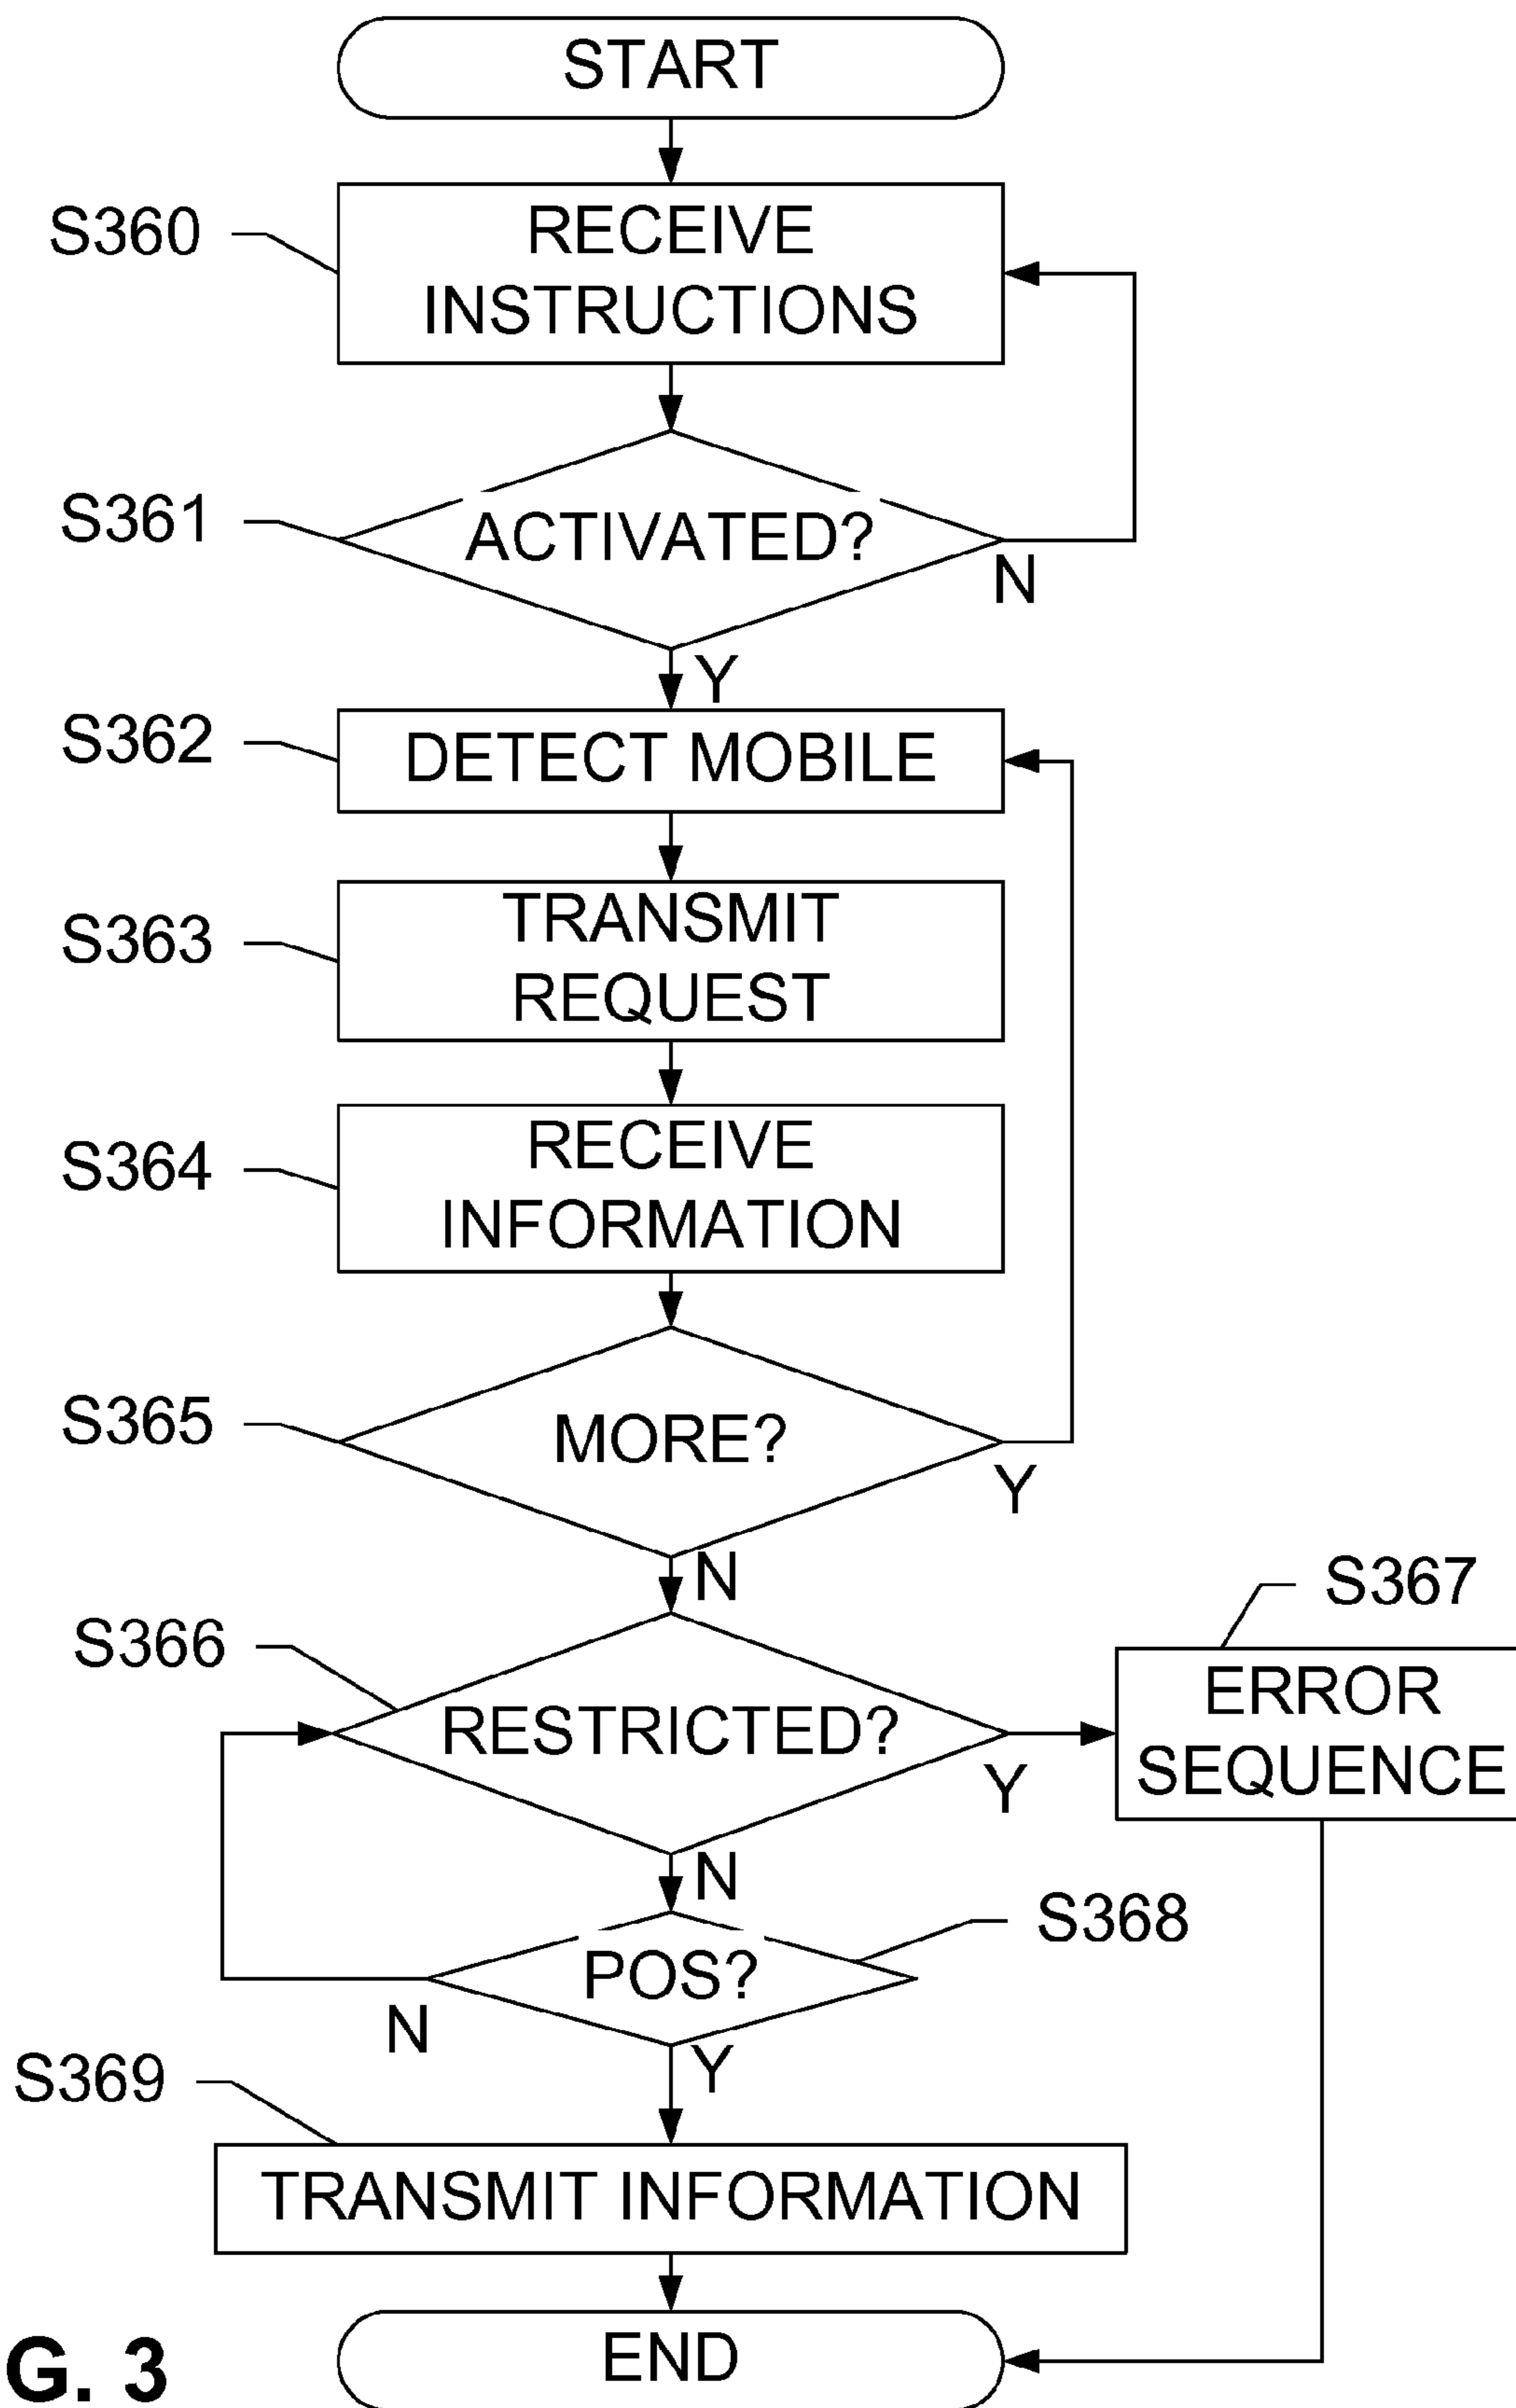 START
S360
RECEIVE
INSTRUCTIONS
S361
ACTIVATED?
N
Y
S362
DETECT MOBILE
S363
TRANSMIT
REQUEST
S364
RECEIVE
INFORMATION
S365
MORE?
Y
N
S367
S366
RESTRICTED?
ERROR
SEQUENCE
Y
N
S368
POS?
N
Y
S369
TRANSMIT INFORMATION
END
G. 3